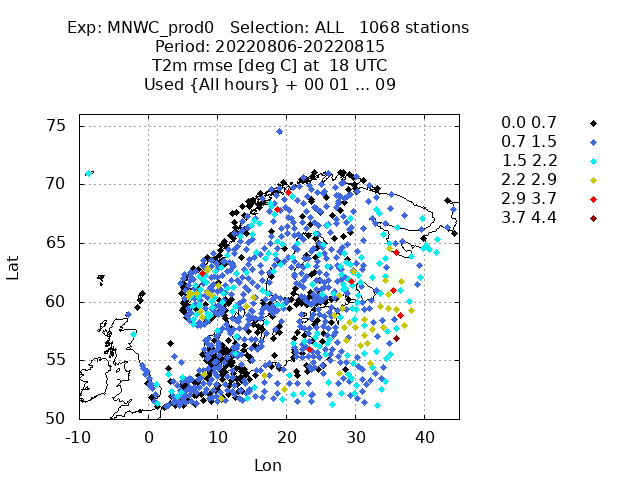 Exp: MNWC_prod0 Selection: ALL 1068 stations
Period: 20220806-20220815
T2m rmse [deg C] at 18 UTC
Used {All hours} + 00 01 ... 09
0.0 0.7
0.7 1.5
1.5 2.2
2.2 2.9
2.9 3.7
3.7 4.4
75
70
65
60
55
50
Lat
-10 0 10 20 30 40
Lon